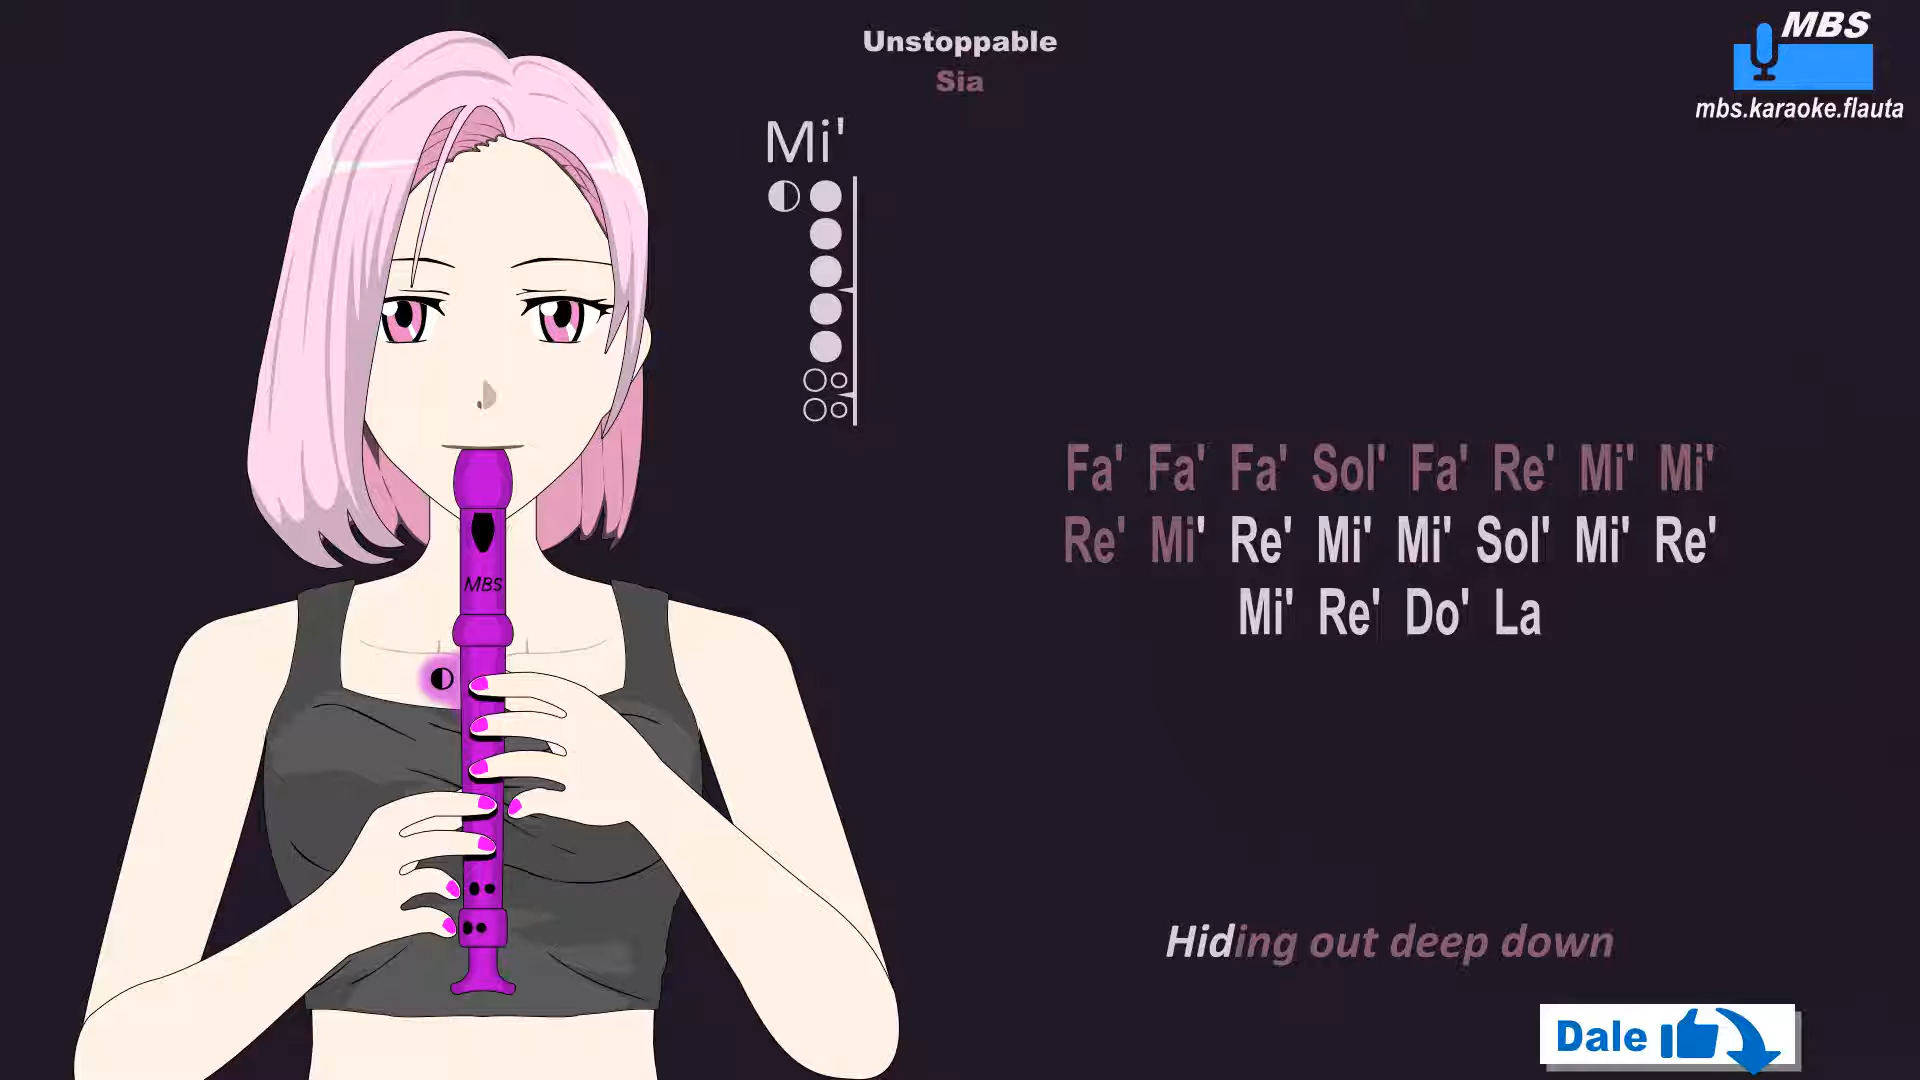 Unstoppable
Sia
MBS
mbs.karaoke.flauta
Mi'
Fa' Fa' Fa' Sol' Fa' Re' Mi' Mi'
Re' Mi' Re' Mi' Mi' Sol' Mi' Re'
Mi' Re' Do' La
MBS
Hiding out deep down
Dale